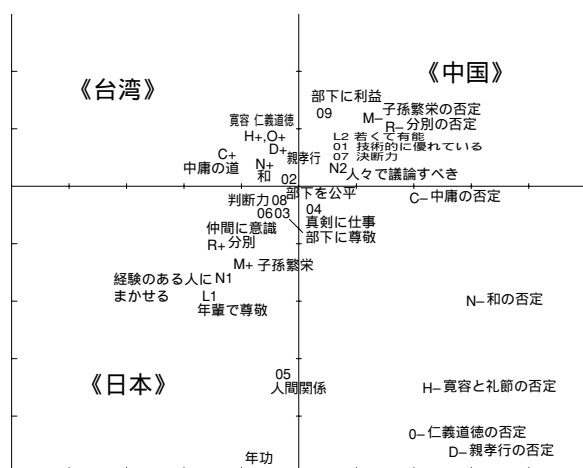 《台湾》
《中国》
部下に利益
09
M− 子孫繁栄の否定
R− 分別の否定
寛容 仁義道徳
H+,O+
D+
親孝行
C+
中庸の道
N+
和
02
L2 若くて有能
01 技術的に優れている
07 決断力
N2
人々で議論すべき
部下を公平
C− 中庸の否定
判断力 08
06 03
04
真剣に仕事
部下に尊敬
仲間に意識
R+ 分別
M+ 子孫繁栄
経験のある人に N1
まかせる
L1
年輩で尊敬
N− 和の否定
《日本》
05
人間関係
H− 寛容と礼節の否定
0− 仁義道徳の否定
D− 親孝行の否定
年功